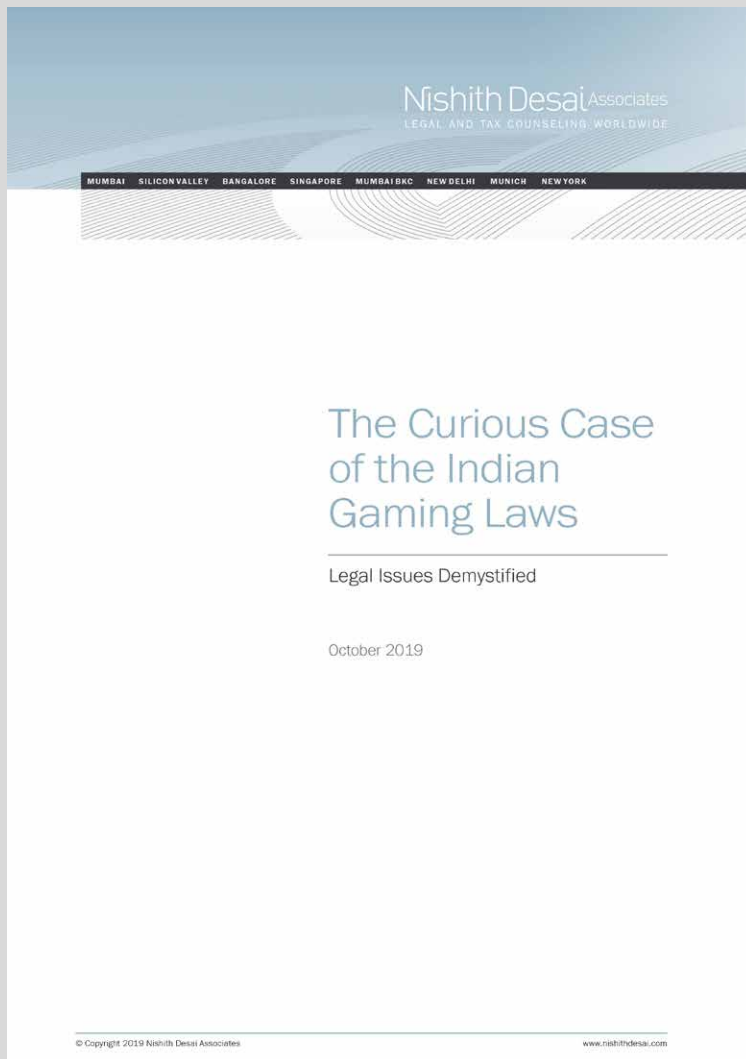 Nishith Desai Associates
LEGAL AND TAX COUNSELING WORLDWIDE
MUMBAI SILICON VALLEY BANGALORE SINGAPORE MUMBAI BKC NEW DELHI MUNICH NEW YORK
The Curious Case
of the Indian
Gaming Laws
Legal Issues Demystified
October 2019
© Copyright 2019 Nishith Desai Associates www.nishithdesai.com